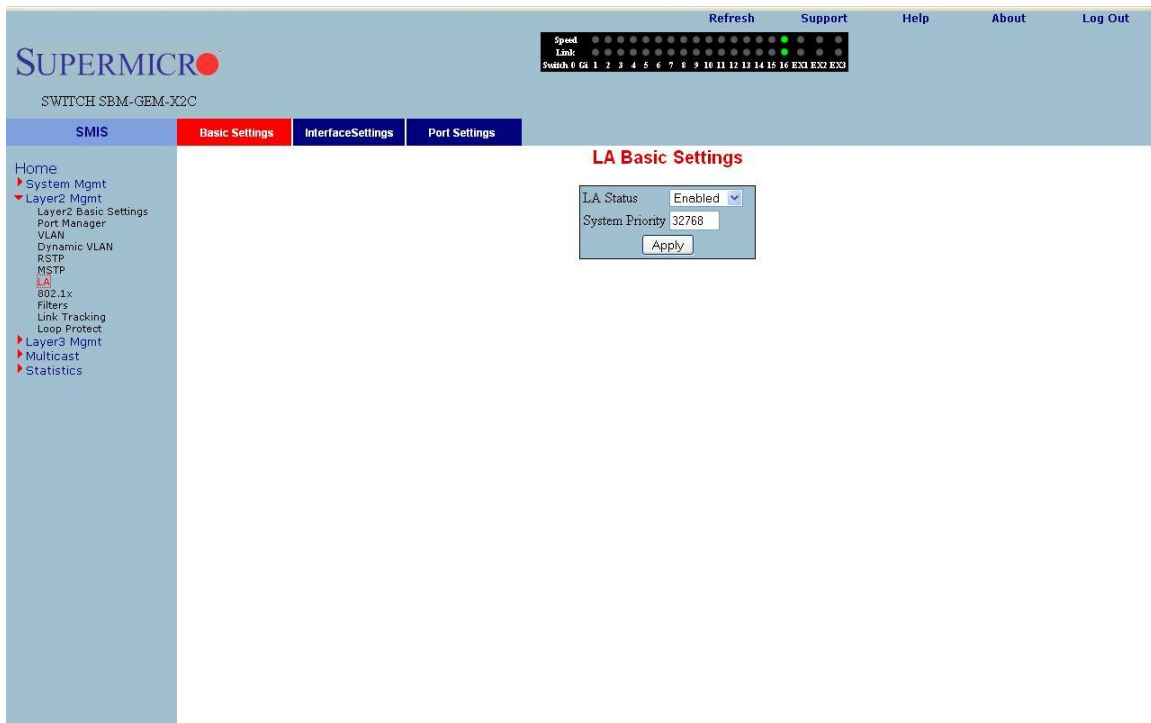 Refresh Support Help About Log Out
Speed
Link
Switch 0 Gi 1 2 3 4 5 6 7 8 9 10 11 12 13 14 15 16 EX1 EX2 EX3
SUPERMICRO
SWITCH SBM-GEM-X2C
SMIS
Basic Settings InterfaceSettings Port Settings
Home
System Mgmt
Layer2 Mgmt
Layer2 Basic Settings
Port Manager
VLAN
Dynamic VLAN
RSTP
MSTP
LA
802.1x
Filters
Link Tracking
Loop Protect
Layer3 Mgmt
Multicast
Statistics
LA Basic Settings
LA Status Enabled
System Priority 32768
Apply